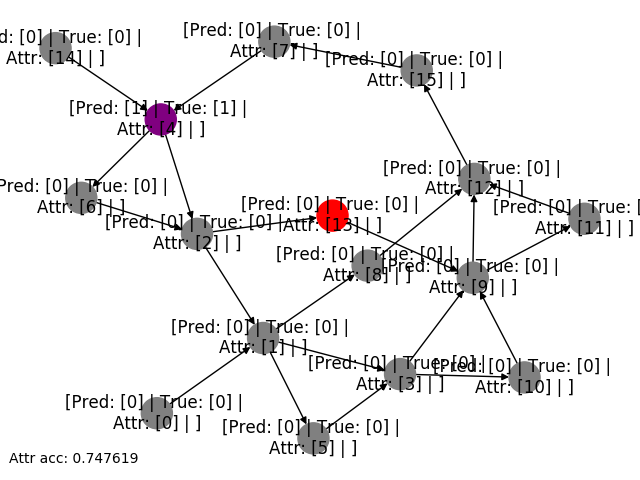 [Pred: [0] | True: [0] |
Attr: [7] | ]
d: [0] | True: [0] |
Attr: [14] | ]
[Pred: [0] | True: [0] |
Attr: [15] | ]
[Pred: [1] | True: [1] |
Attr: [4] | ]
[Pred: [0] | True: [0] |
Attr: [12] | ]
Pred: [0] | True: [0] |
Attr: [6] | ]
[Pred: [0] | True: [0] |
Attr: [13] | ]
[Pred: [0] | True: [0] |
Attr: [11] | ]
[Pred: [0] | True: [0] |
Attr: [2] | ]
[Pred: [0] | True: [0] |
Attr: [8] | ]
[Pred: [0] | True: [0] |
Attr: [9] | ]
[Pred: [0] | True: [0] |
Attr: [1] | ]
[Pred: [0] | True: [0] |
Attr: [3] | ]
[Pred: [0] | True: [0] |
Attr: [10] | ]
[Pred: [0] | True: [0] |
Attr: [0] | ]
[Pred: [0] | True: [0] |
Attr: [5] | ]
Attr acc: 0.747619